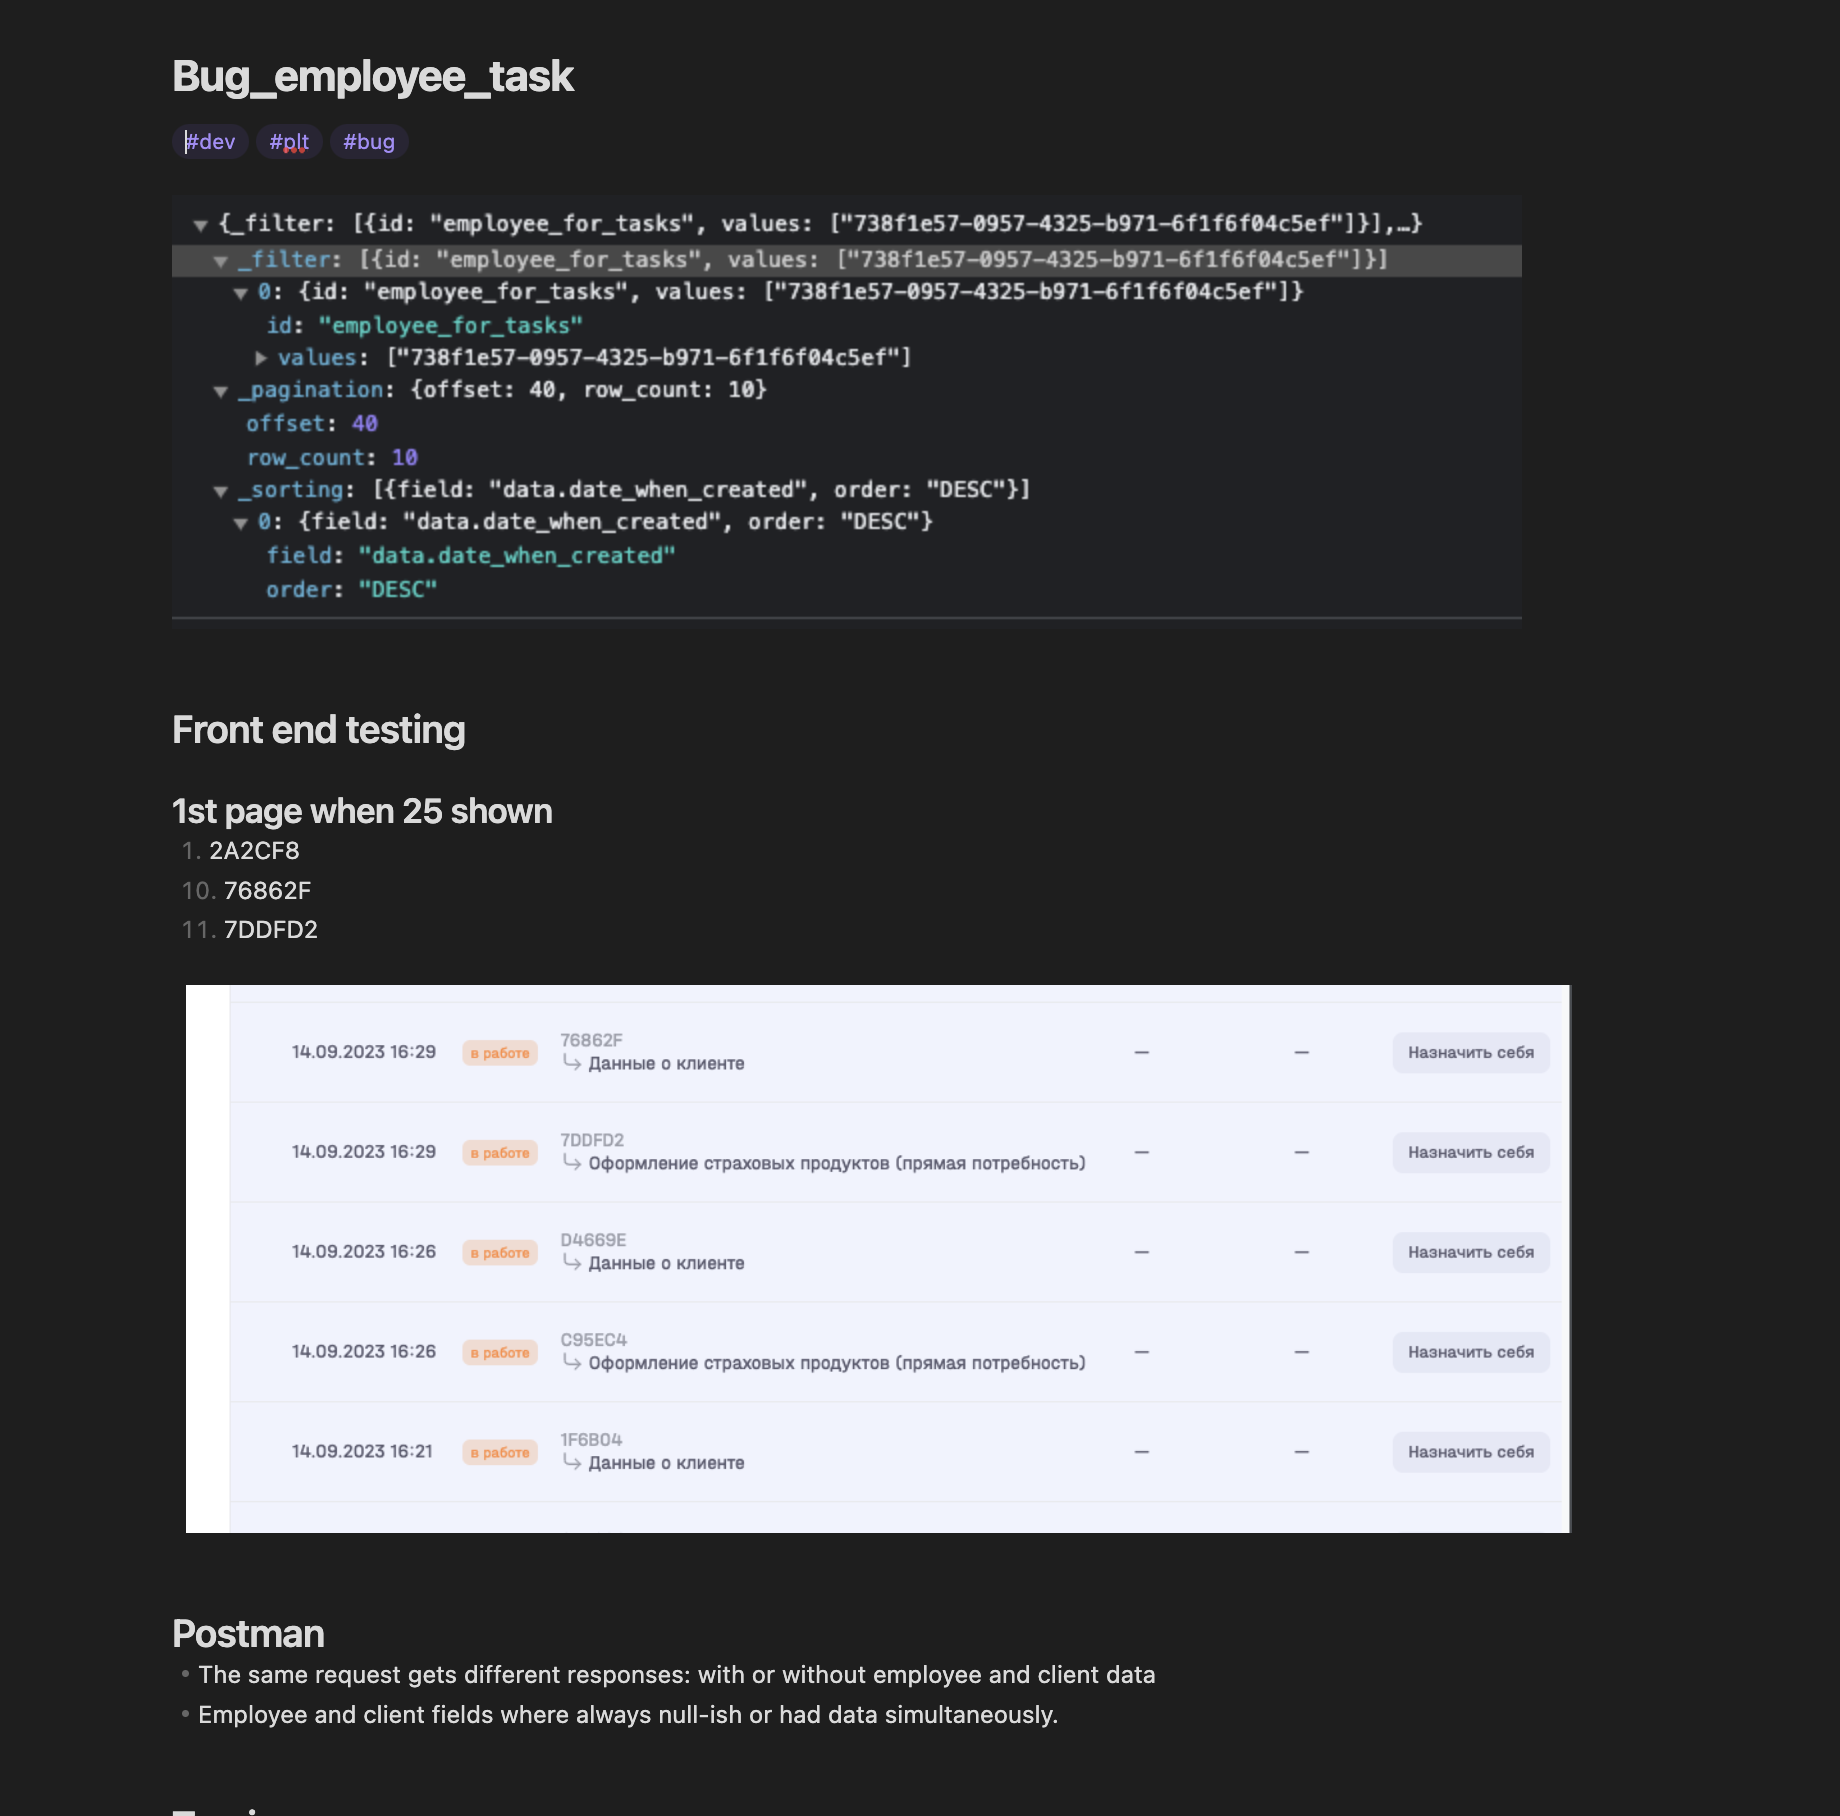 Bug_employee_task
#dev #plt #bug
{_filter: [{id: "employee_for_tasks", values: ["738f1e57-0957-4325-b971-6f1f6f04c5ef"]}],…}
_filter: [{id: "employee_for_tasks", values: ["738f1e57-0957-4325-b971-6f1f6f04c5ef"]}]
0: {id: "employee_for_tasks", values: ["738f1e57-0957-4325-b971-6f1f6f04c5ef"]}
id: "employee_for_tasks"
values: ["738f1e57-0957-4325-b971-6f1f6f04c5ef"]
_pagination: {offset: 40, row_count: 10}
offset: 40
row_count: 10
_sorting: [{field: "data.date_when_created", order: "DESC"}]
0: {field: "data.date_when_created", order: "DESC"}
field: "data.date_when_created"
order: "DESC"
Front end testing
1st page when 25 shown
1. 2A2CF8
10. 76862F
11. 7DDFD2
76862F
14.09.2023 16:29 в работе Данные о клиенте — — Назначить себя
7DDFD2
14.09.2023 16:29 в работе Оформление страховых продуктов (прямая потребность) — — Назначить себя
D4669E
14.09.2023 16:26 в работе Данные о клиенте — — Назначить себя
C95EC4
14.09.2023 16:26 в работе Оформление страховых продуктов (прямая потребность) — — Назначить себя
1F6B04
14.09.2023 16:21 в работе Данные о клиенте — — Назначить себя
Postman
• The same request gets different responses: with or without employee and client data
• Employee and client fields where always null-ish or had data simultaneously.